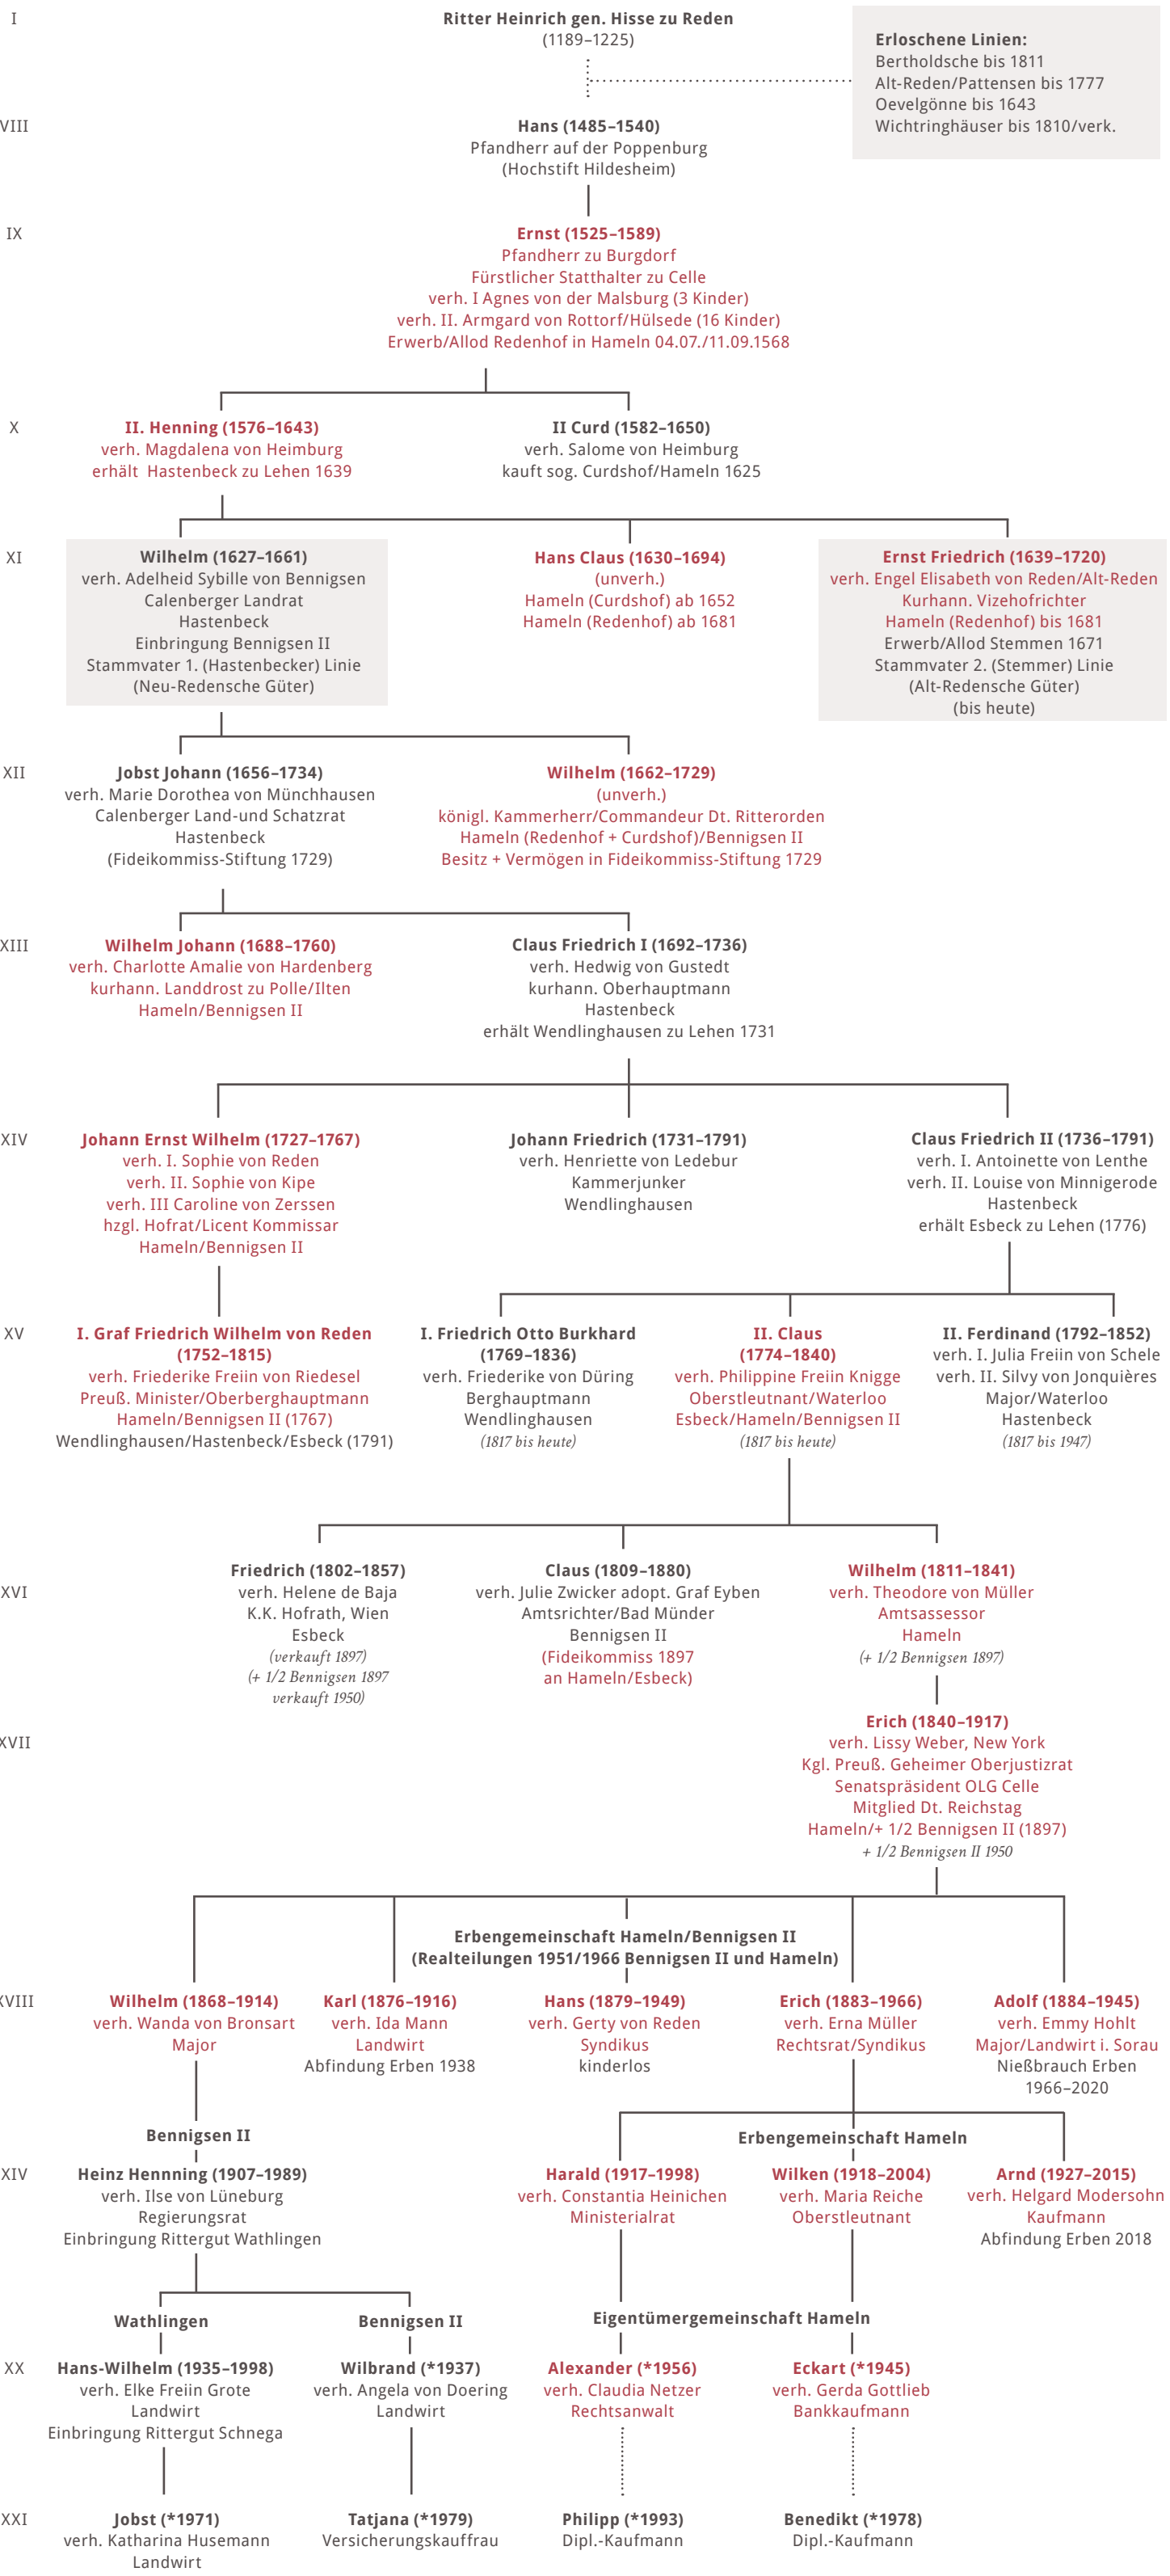 I
Ritter Heinrich gen. Hisse zu Reden
(1189–1225)
Erloschene Linien:
Bertholdsche bis 1811
Alt-Reden/Pattensen bis 1777
Oevelgönne bis 1643
Wichtringhäuser bis 1810/verk.
VIII
Hans (1485–1540)
Pfandherr auf der Poppenburg
(Hochstift Hildesheim)
IX
Ernst (1525–1589)
Pfandherr zu Burgdorf
Fürstlicher Statthalter zu Celle
verh. I Agnes von der Malsburg (3 Kinder)
verh. II. Armgard von Rottorf/Hülsede (16 Kinder)
Erwerb/Allod Redenhof in Hameln 04.07./11.09.1568
X
II. Henning (1576–1643)
verh. Magdalena von Heimburg
erhält Hastenbeck zu Lehen 1639
II Curd (1582–1650)
verh. Salome von Heimburg
kauft sog. Curdshof/Hameln 1625
XI
Wilhelm (1627–1661)
verh. Adelheid Sybille von Bennigsen
Calenberger Landrat
Hastenbeck
Einbringung Bennigsen II
Stammvater 1. (Hastenbecker) Linie
(Neu-Redensche Güter)
Hans Claus (1630–1694)
(unverh.)
Hameln (Curdshof) ab 1652
Hameln (Redenhof) ab 1681
Ernst Friedrich (1639–1720)
verh. Engel Elisabeth von Reden/Alt-Reden
Kurhann. Vizehofrichter
Hameln (Redenhof) bis 1681
Erwerb/Allod Stemmen 1671
Stammvater 2. (Stemmer) Linie
(Alt-Redensche Güter)
(bis heute)
XII
Jobst Johann (1656–1734)
verh. Marie Dorothea von Münchhausen
Calenberger Land-und Schatzrat
Hastenbeck
(Fideikommiss-Stiftung 1729)
Wilhelm (1662–1729)
(unverh.)
königl. Kammerherr/Commandeur Dt. Ritterorden
Hameln (Redenhof + Curdshof)/Bennigsen II
Besitz + Vermögen in Fideikommiss-Stiftung 1729
XIII
Wilhelm Johann (1688–1760)
verh. Charlotte Amalie von Hardenberg
kurhann. Landdrost zu Polle/Ilten
Hameln/Bennigsen II
Claus Friedrich I (1692–1736)
verh. Hedwig von Gustedt
kurhann. Oberhauptmann
Hastenbeck
erhält Wendlinghausen zu Lehen 1731
XIV
Johann Ernst Wilhelm (1727–1767)
verh. I. Sophie von Reden
verh. II. Sophie von Kipe
verh. III Caroline von Zerssen
hzgl. Hofrat/Licent Kommissar
Hameln/Bennigsen II
Johann Friedrich (1731–1791)
verh. Henriette von Ledebur
Kammerjunker
Wendlinghausen
Claus Friedrich II (1736–1791)
verh. I. Antoinette von Lenthe
verh. II. Louise von Minnigerode
Hastenbeck
erhält Esbeck zu Lehen (1776)
XV
I. Graf Friedrich Wilhelm von Reden
(1752–1815)
verh. Friederike Freiin von Riedesel
Preuß. Minister/Oberberghauptmann
Hameln/Bennigsen II (1767)
Wendlinghausen/Hastenbeck/Esbeck (1791)
I. Friedrich Otto Burkhard
(1769–1836)
verh. Friederike von Düring
Berghauptmann
Wendlinghausen
(1817 bis heute)
II. Claus
(1774–1840)
verh. Philippine Freiin Knigge
Oberstleutnant/Waterloo
Esbeck/Hameln/Bennigsen II
(1817 bis heute)
II. Ferdinand (1792–1852)
verh. I. Julia Freiin von Schele
verh. II. Silvy von Jonquières
Major/Waterloo
Hastenbeck
(1817 bis 1947)
XVI
Friedrich (1802–1857)
verh. Helene de Baja
K.K. Hofrath, Wien
Esbeck
(verkauft 1897)
(+ 1/2 Bennigsen 1897
verkauft 1950)
Claus (1809–1880)
verh. Julie Zwicker adopt. Graf Eyben
Amtsrichter/Bad Münder
Bennigsen II
(Fideikommiss 1897
an Hameln/Esbeck)
Wilhelm (1811–1841)
verh. Theodore von Müller
Amtsassessor
Hameln
(+ 1/2 Bennigsen 1897)
XVII
Erich (1840–1917)
verh. Lissy Weber, New York
Kgl. Preuß. Geheimer Oberjustizrat
Senatspräsident OLG Celle
Mitglied Dt. Reichstag
Hameln/+ 1/2 Bennigsen II (1897)
+ 1/2 Bennigsen II 1950
Erbengemeinschaft Hameln/Bennigsen II
(Realteilungen 1951/1966 Bennigsen II und Hameln)
XVIII
Wilhelm (1868–1914)
verh. Wanda von Bronsart
Major
Karl (1876–1916)
verh. Ida Mann
Landwirt
Abfindung Erben 1938
Hans (1879–1949)
verh. Gerty von Reden
Syndikus
kinderlos
Erich (1883–1966)
verh. Erna Müller
Rechtsrat/Syndikus
Adolf (1884–1945)
verh. Emmy Hohlt
Major/Landwirt i. Sorau
Nießbrauch Erben
1966–2020
Bennigsen II
Erbengemeinschaft Hameln
XIV
Heinz Hennning (1907–1989)
verh. Ilse von Lüneburg
Regierungsrat
Einbringung Rittergut Wathlingen
Harald (1917–1998)
verh. Constantia Heinichen
Ministerialrat
Wilken (1918–2004)
verh. Maria Reiche
Oberstleutnant
Arnd (1927–2015)
verh. Helgard Modersohn
Kaufmann
Abfindung Erben 2018
Wathlingen
Bennigsen II
Eigentümergemeinschaft Hameln
XX
Hans-Wilhelm (1935–1998)
verh. Elke Freiin Grote
Landwirt
Einbringung Rittergut Schnega
Wilbrand (*1937)
verh. Angela von Doering
Landwirt
Alexander (*1956)
verh. Claudia Netzer
Rechtsanwalt
Eckart (*1945)
verh. Gerda Gottlieb
Bankkaufmann
XXI
Jobst (*1971)
verh. Katharina Husemann
Landwirt
Tatjana (*1979)
Versicherungskauffrau
Philipp (*1993)
Dipl.-Kaufmann
Benedikt (*1978)
Dipl.-Kaufmann